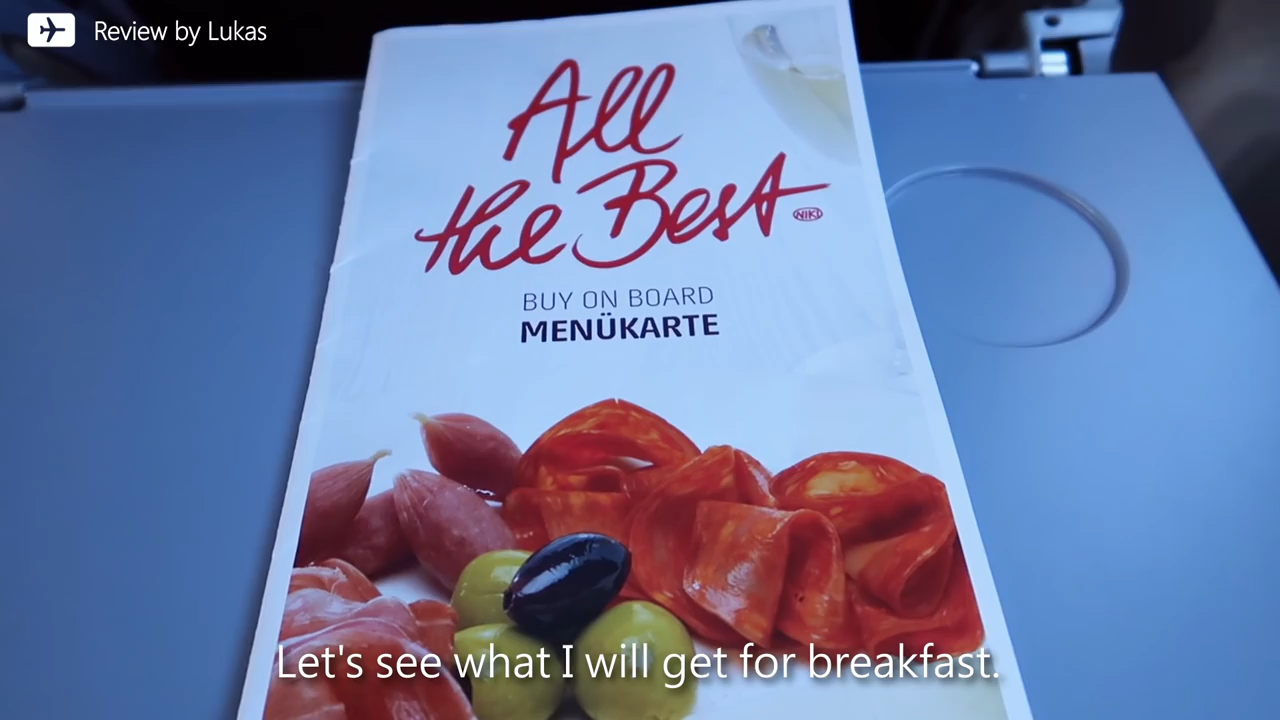 Review by Lukas
All
the Best
NIKI
BUY ON BOARD
MENÜKARTE
Let's see what I will get for breakfast.